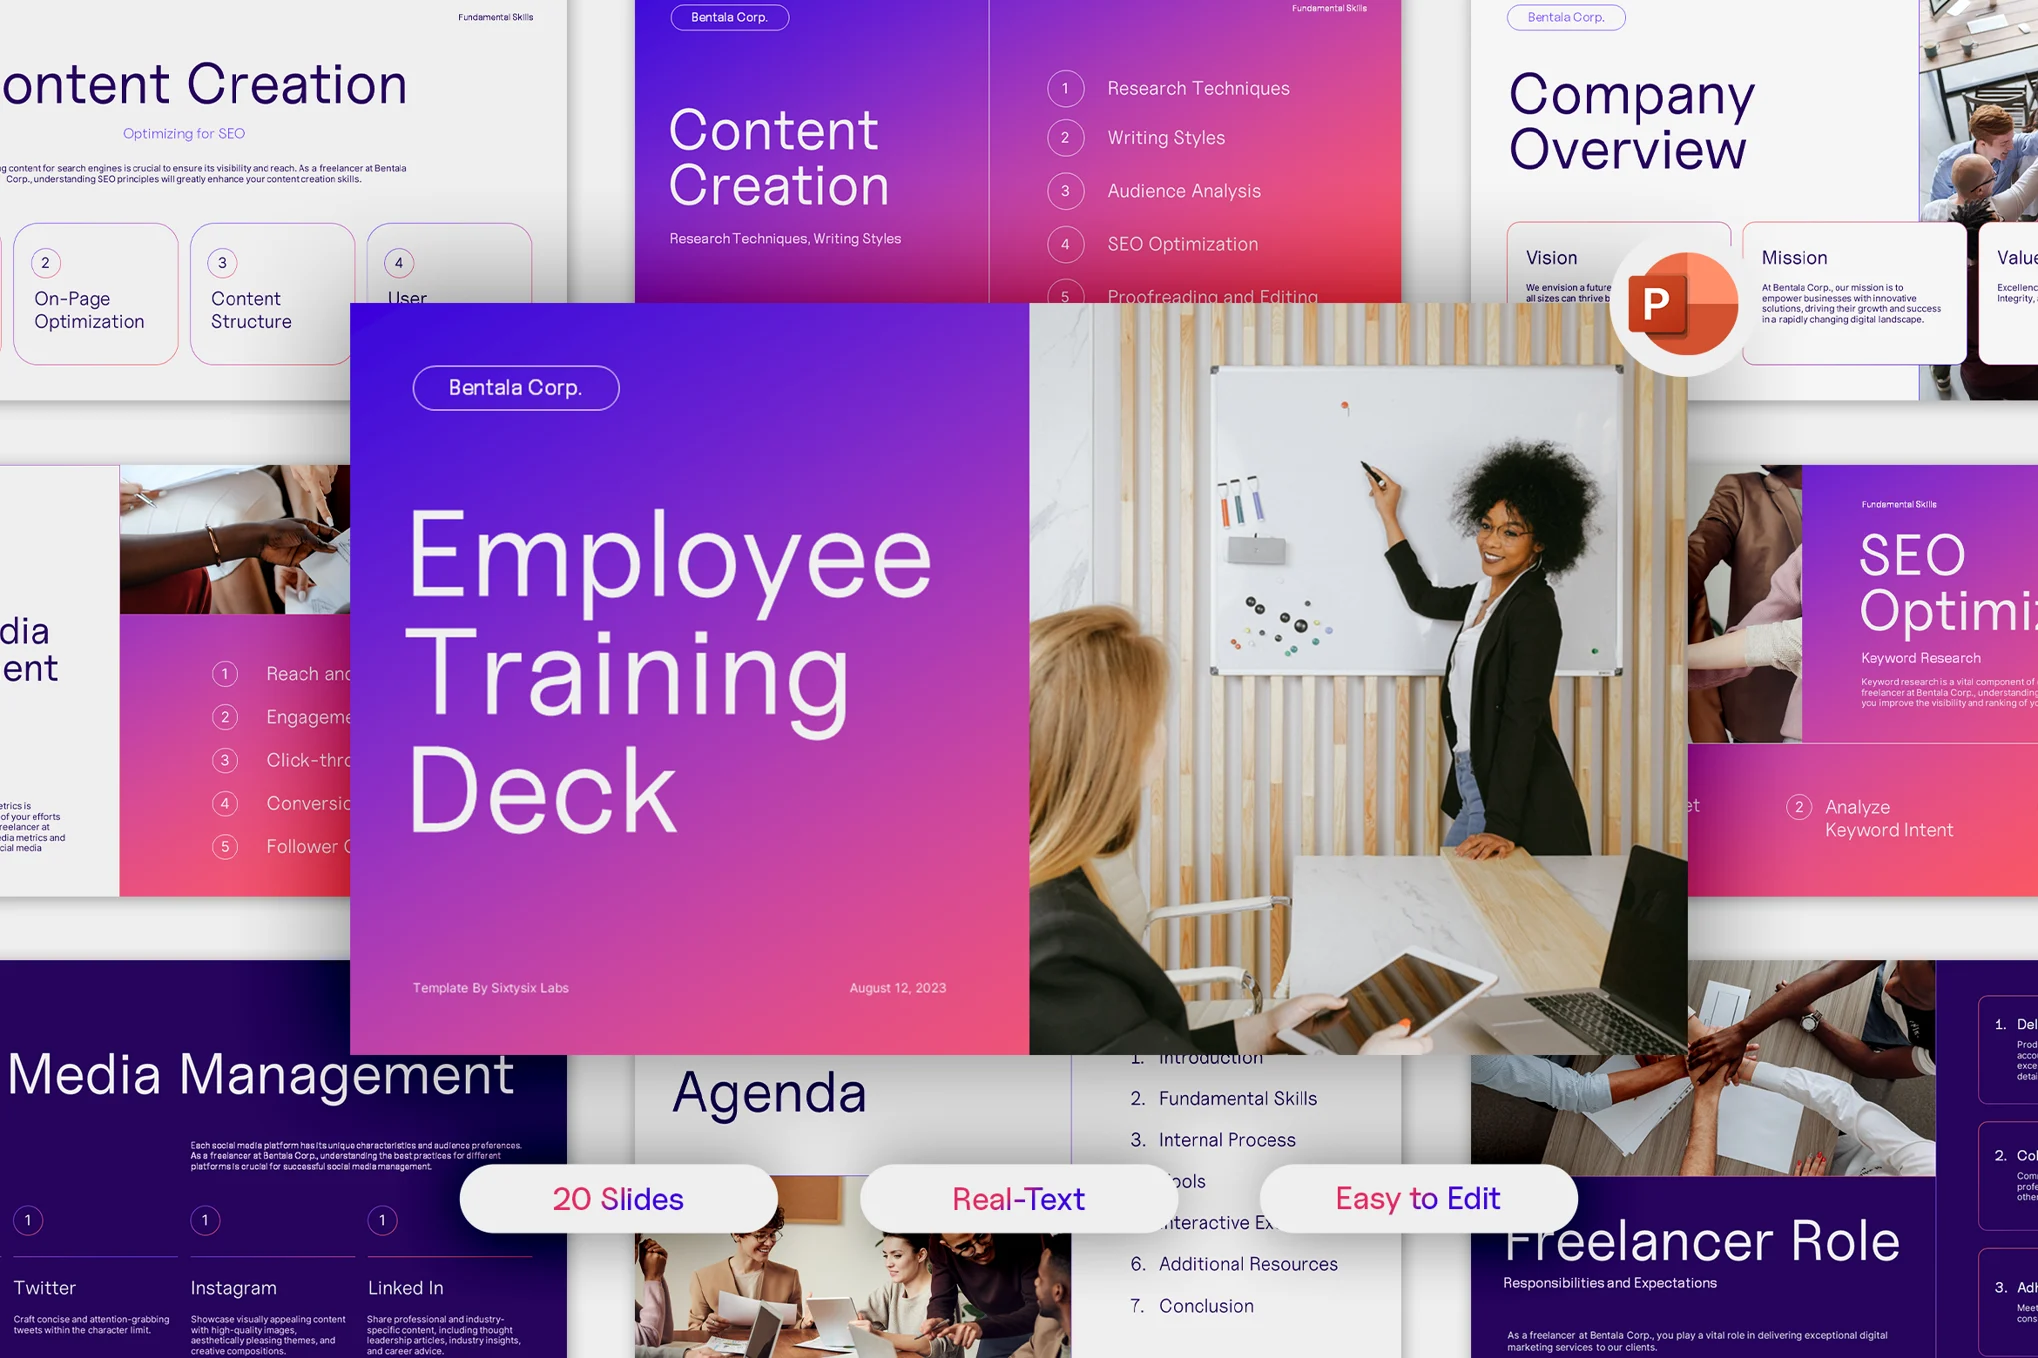 Fundamental Skills
ontent Creation
Optimizing for SEO
content for search engines is crucial to ensure its visibility and reach. As a freelancer at Bentala
Corp., understanding SEO principles will greatly enhance your content creation skills.
2
On-Page
Optimization
3
Content
Structure
4
User
Bentala Corp.
Fundamental Skills
Content
Creation
Research Techniques, Writing Styles
1 Research Techniques
2 Writing Styles
3 Audience Analysis
4 SEO Optimization
5 Proofreading and Editing
Bentala Corp.
Company
Overview
Vision
We envision a future
all sizes can thrive
Mission
At Bentala Corp., our mission is to
empower businesses with innovative
solutions, driving their growth and success
in a rapidly changing digital landscape.
Value
Integrity,
P
dia
ent
etrics is
of your efforts
reelancer at
dia metrics and
cial media
1 Reach and
2 Engageme
3 Click-thro
4 Conversio
5 Follower
Bentala Corp.
Employee
Training
Deck
Template By Sixtysix Labs
August 12, 2023
Fundamental Skills
SEO
Optimiz
Keyword Research
Keyword research is a vital component of
freelancer at Bentala Corp., understanding
you improve the visibility and ranking of
et
2 Analyze
Keyword Intent
Media Management
Each social media platform has its unique characteristics and audience preferences.
As a freelancer at Bentala Corp., understanding the best practices for different
platforms is crucial for successful social media management.
1
Twitter
Craft concise and attention-grabbing
tweets within the character limit.
1
Instagram
Showcase visually appealing content
with high-quality images,
aesthetically pleasing themes, and
creative compositions.
1
Linked In
Share professional and industry-
specific content, including thought
leadership articles, industry insights,
and career advice.
Agenda
1. Introduction
2. Fundamental Skills
3. Internal Process
ools
nteractive Ex
6. Additional Resources
7. Conclusion
20 Slides
Real-Text
Easy to Edit
Freelancer Role
Responsibilities and Expectations
As a freelancer at Bentala Corp., you play a vital role in delivering exceptional digital
marketing services to our clients.
1. Del
Prod
acco
exce
detai
2. Col
Com
profe
other
3. Adh
Meet
cons